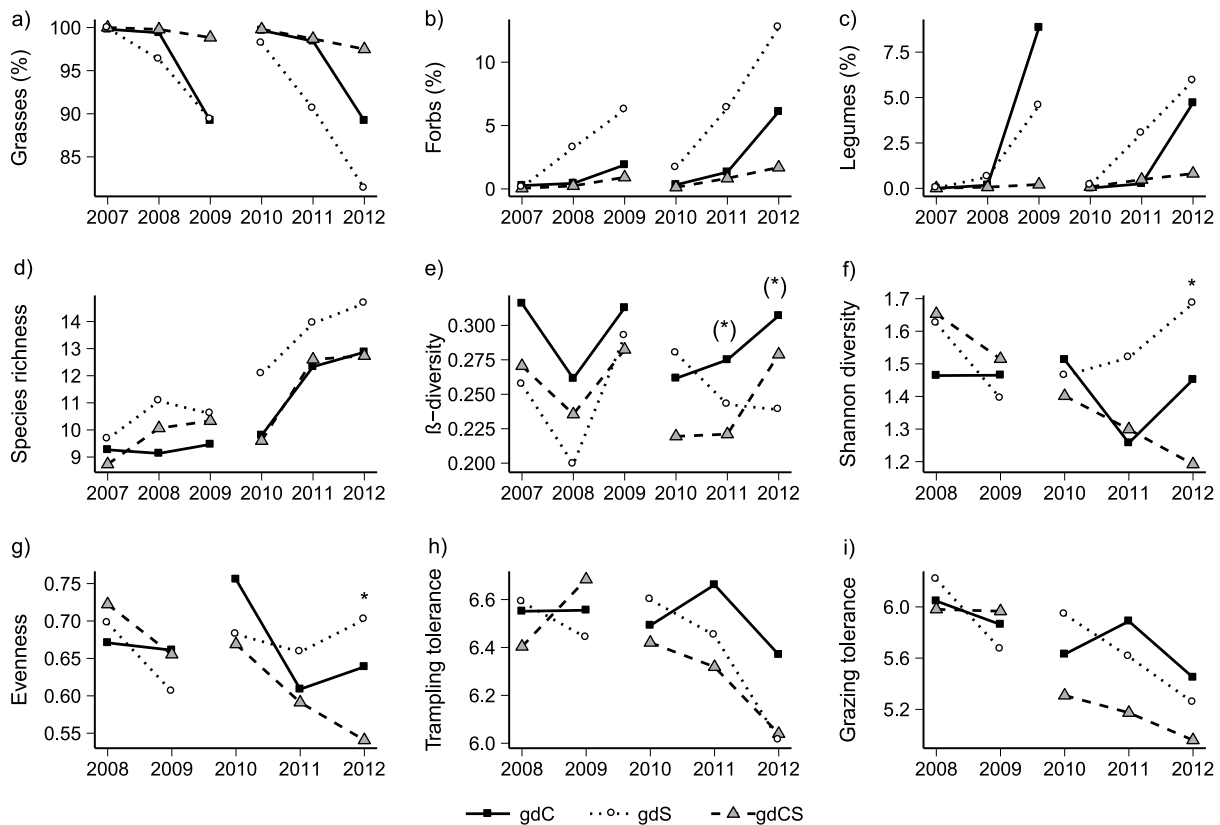 a)
Grasses (%)
100
95
90
85
2007 2008 2009 2010 2011 2012
b)
Forbs (%)
10
5
0
2007 2008 2009 2010 2011 2012
c)
Legumes (%)
7.5
5.0
2.5
0.0
2007 2008 2009 2010 2011 2012
d)
Species richness
14
13
12
11
10
9
2007 2008 2009 2010 2011 2012
e)
ß−diversity
0.300
0.275
0.250
0.225
0.200
(*)
(*)
2007 2008 2009 2010 2011 2012
f)
Shannon diversity
1.7
1.6
1.5
1.4
1.3
1.2
*
2008 2009 2010 2011 2012
g)
Evenness
0.75
0.70
0.65
0.60
0.55
*
2008 2009 2010 2011 2012
h)
Trampling tolerance
6.6
6.4
6.2
6.0
2008 2009 2010 2011 2012
i)
Grazing tolerance
6.0
5.6
5.2
2008 2009 2010 2011 2012
gdC gdS gdCS